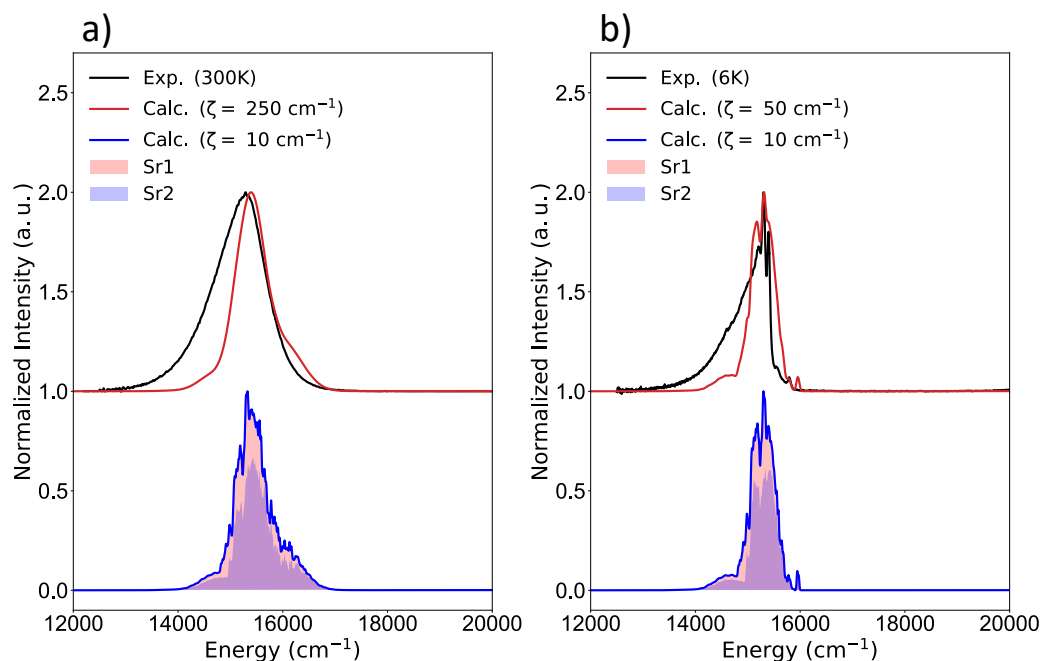 a)
Normalized Intensity (a. u.)
2.5
2.0
1.5
1.0
0.5
0.0
Exp. (300K)
Calc. (ζ = 250 cm⁻¹)
Calc. (ζ = 10 cm⁻¹)
Sr1
Sr2
12000 14000 16000 18000 20000
Energy (cm⁻¹)
b)
Normalized Intensity (a. u.)
2.5
2.0
1.5
1.0
0.5
0.0
Exp. (6K)
Calc. (ζ = 50 cm⁻¹)
Calc. (ζ = 10 cm⁻¹)
Sr1
Sr2
12000 14000 16000 18000 20000
Energy (cm⁻¹)